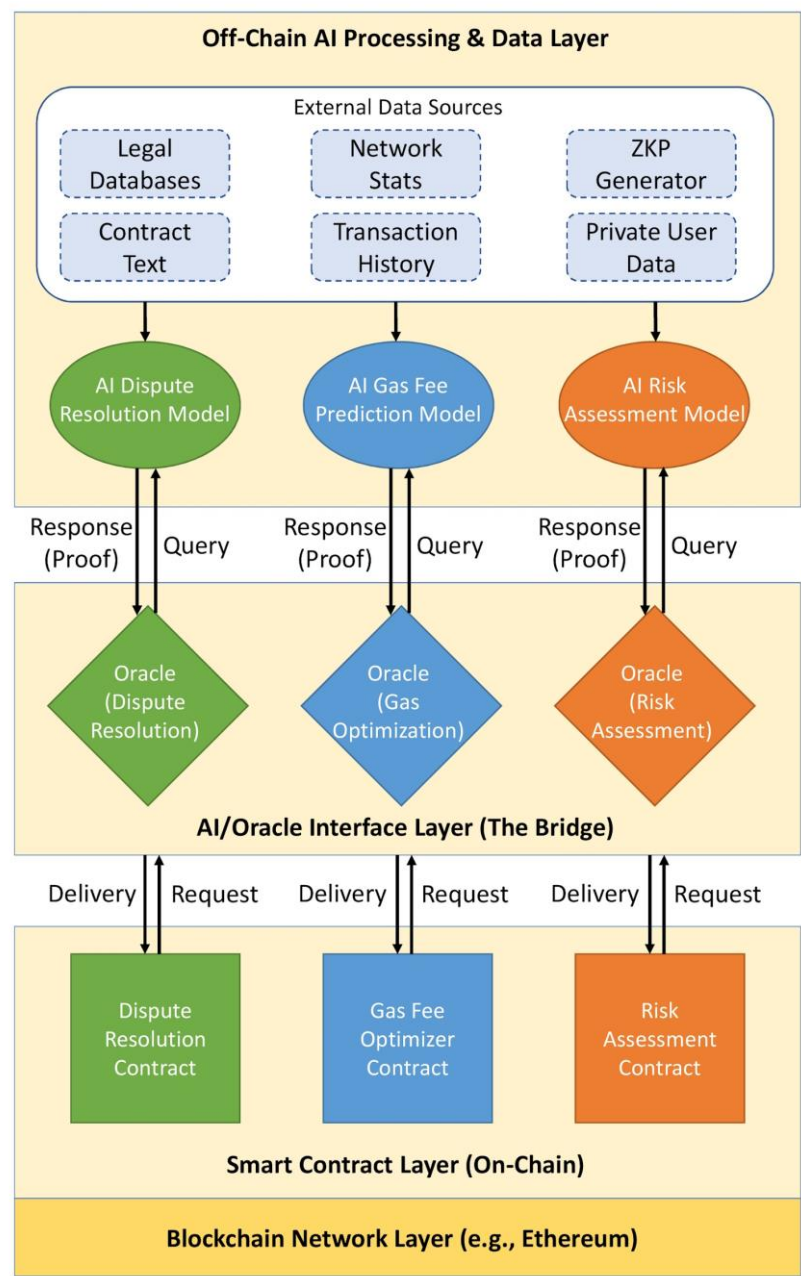 Off-Chain AI Processing & Data Layer
External Data Sources
Legal
Databases
Network
Stats
ZKP
Generator
Contract
Text
Transaction
History
Private User
Data
AI Dispute
Resolution Model
AI Gas Fee
Prediction Model
AI Risk
Assessment Model
Response
(Proof)
Query
Response
(Proof)
Query
Response
(Proof)
Query
Oracle
(Dispute
Resolution)
Oracle
(Gas
Optimization)
Oracle
(Risk
Assessment)
AI/Oracle Interface Layer (The Bridge)
Delivery
Request
Delivery
Request
Delivery
Request
Dispute
Resolution
Contract
Gas Fee
Optimizer
Contract
Risk
Assessment
Contract
Smart Contract Layer (On-Chain)
Blockchain Network Layer (e.g., Ethereum)